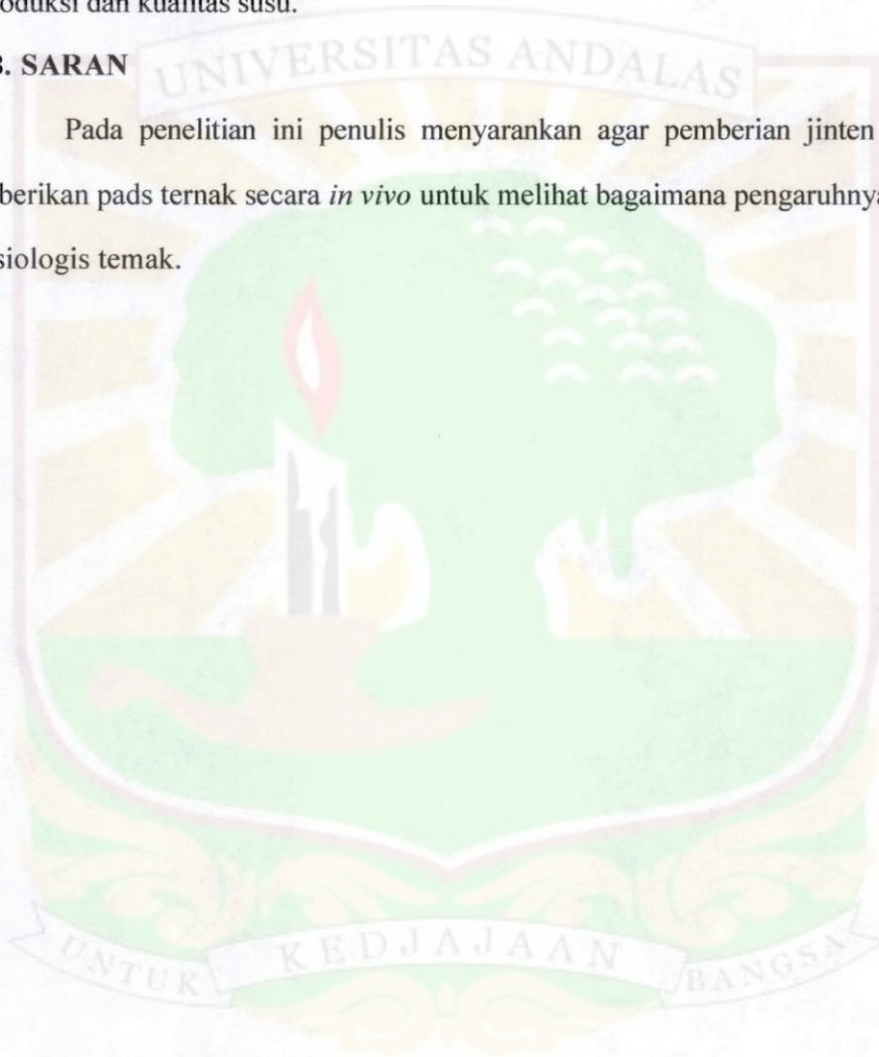 oduksi dan kualitas susu.
3. SARAN
UNIVERSITAS ANDALAS
Pada penelitian ini penulis menyarankan agar pemberian jinten
berikan pads ternak secara in vivo untuk melihat bagaimana pengaruhnya
siologis temak.
UNTUK KEDJAJAAN BANGSA